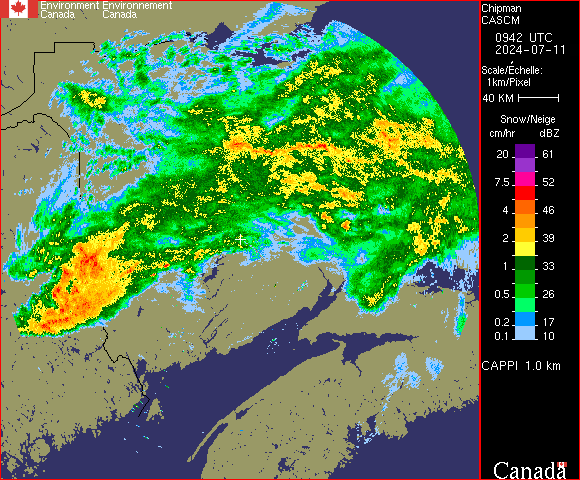 Environment Environnement
Canada Canada
Chipman
CASCM
0942 UTC
2024-07-11
Scale/Échelle:
1km/Pixel
40 KM
Snow/Neige
cm/hr dBZ
20 61
7.5 52
4 46
2 39
1 33
0.5 26
0.2 17
0.1 10
CAPPI 1.0 km
Canada